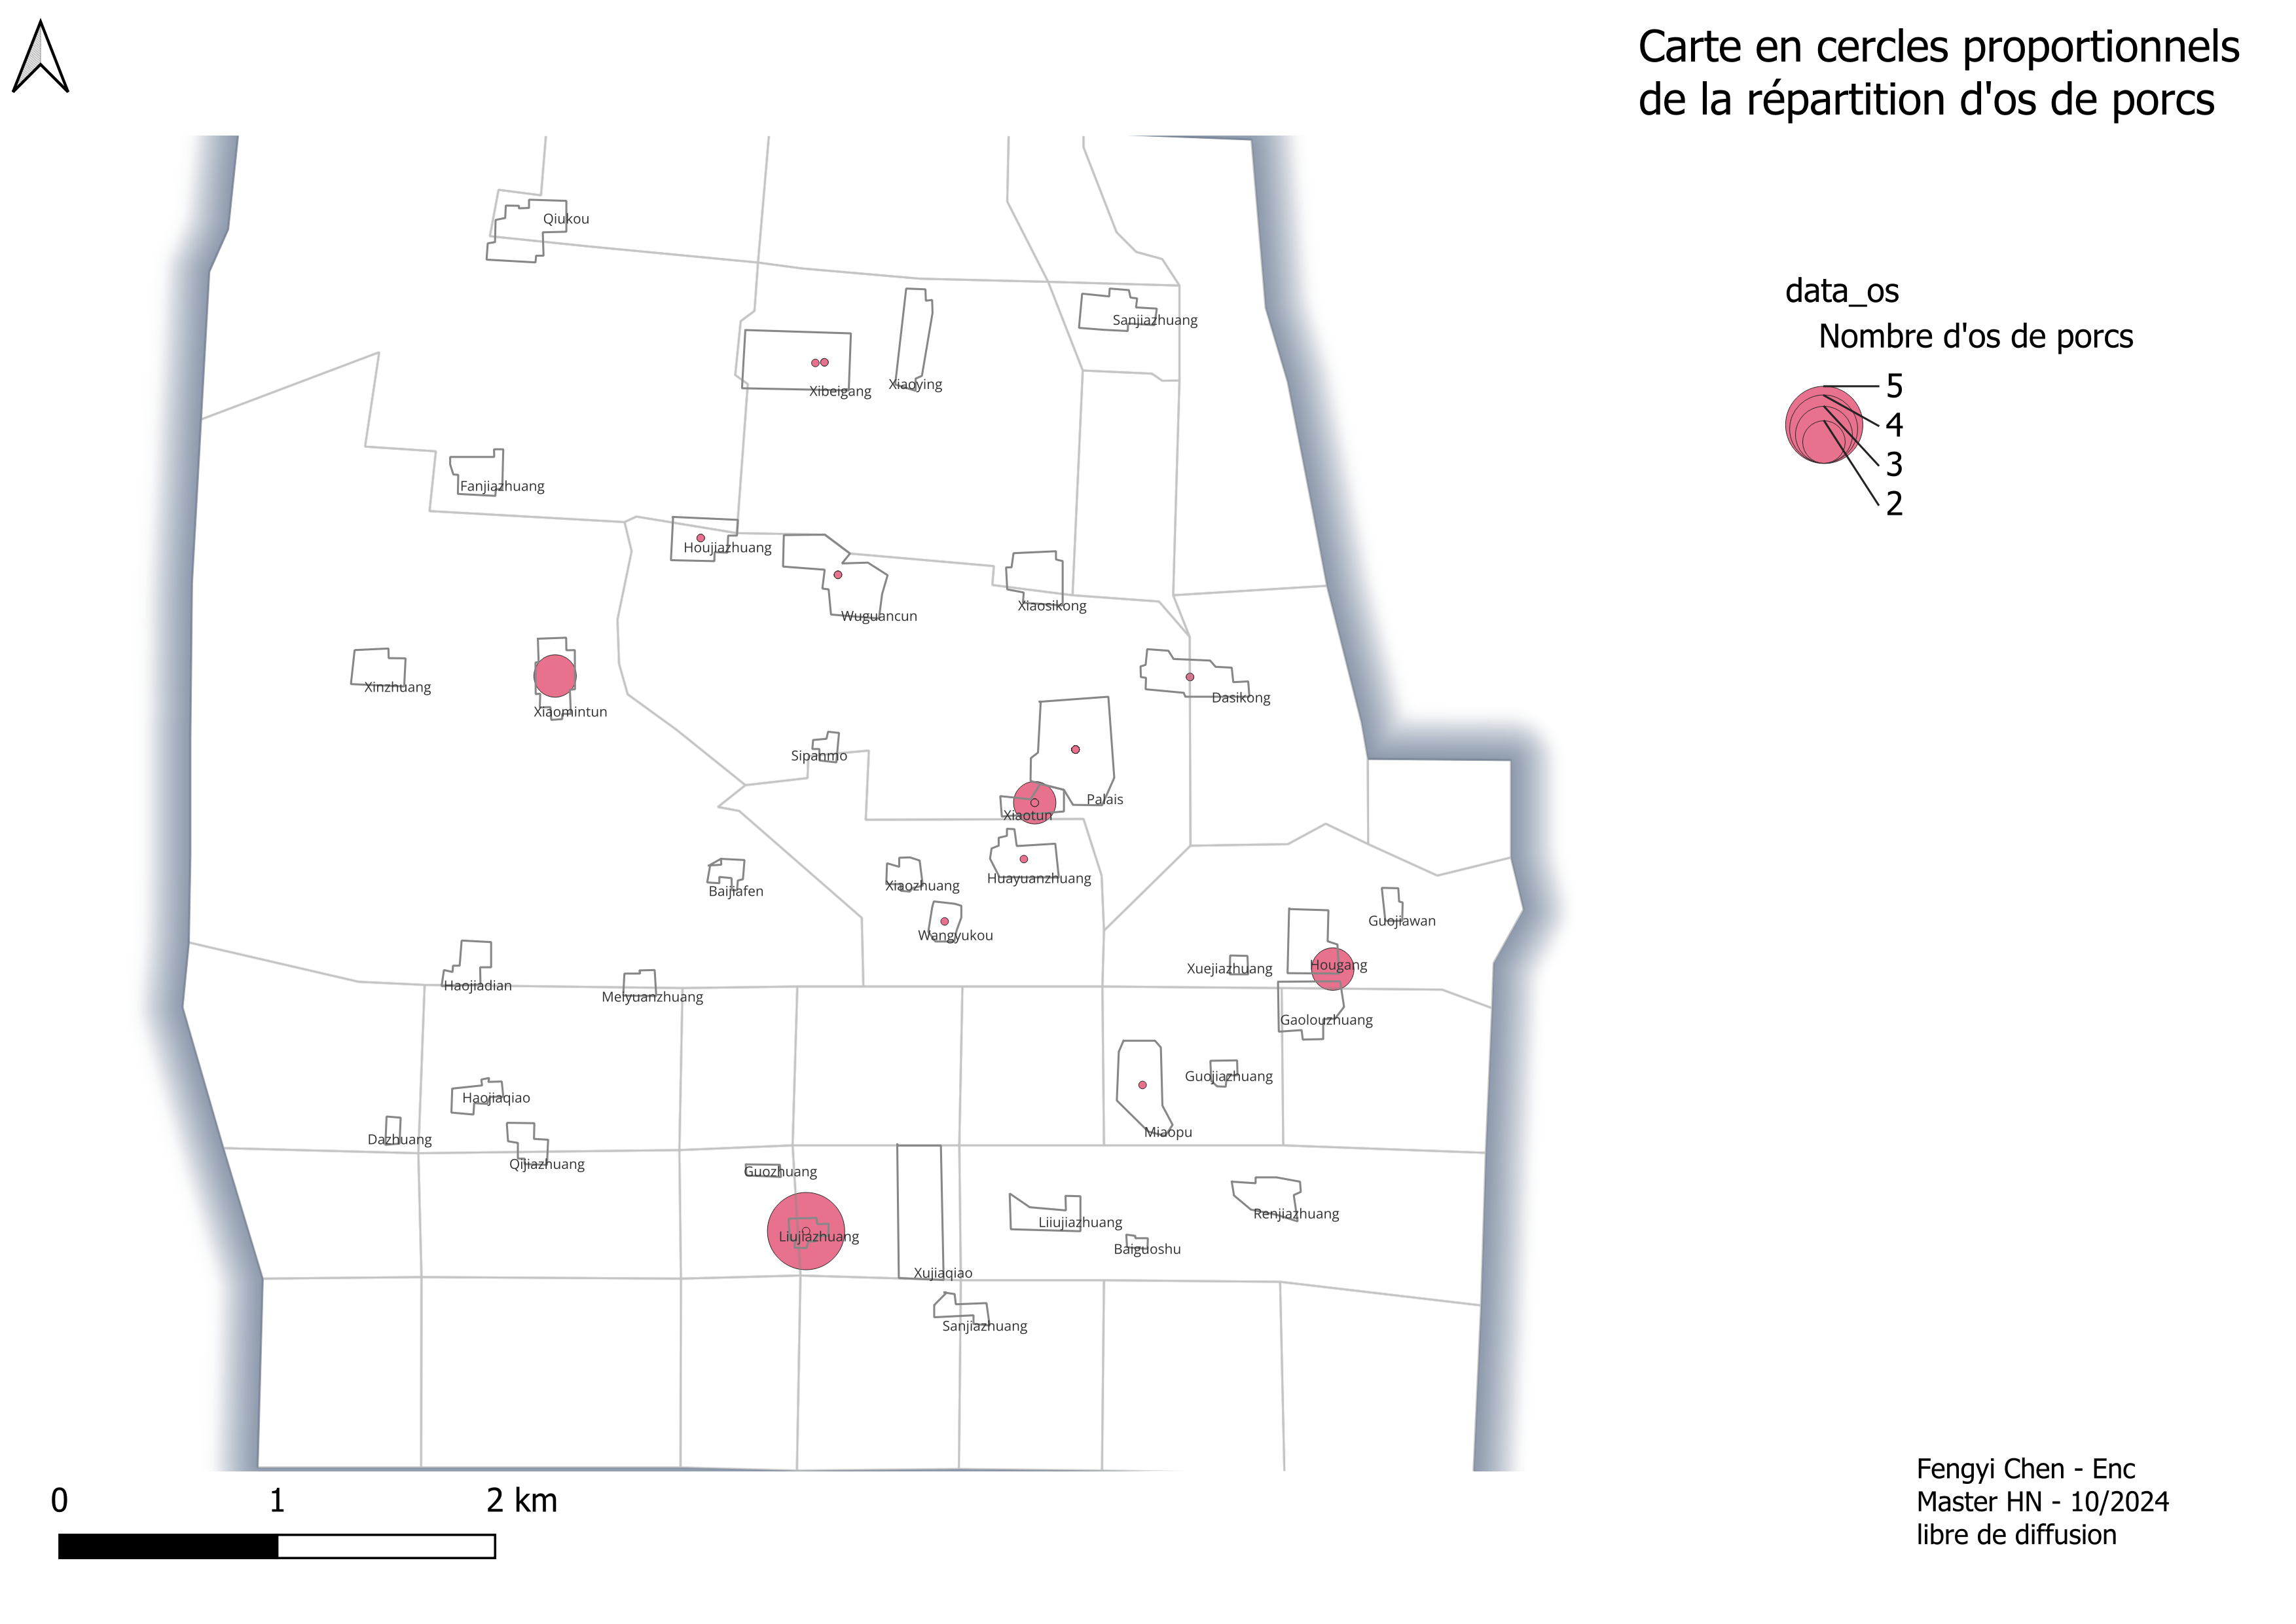 Carte en cercles proportionnels
de la répartition d'os de porcs
Qiukou
data_os
Sanjiazhuang
Nombre d'os de porcs
Xiaoying
Xibeigang
5
4
3
2
Fanjiazhuang
Houjiazhuang
Xiaosikong
Wuguancun
Xinzhuang
Dasikong
Xiaomintun
Sipanmo
Palais
Xiaotun
Huayuanzhuang
Xiaozhuang
Baijiafen
Guojiawan
Wangyukou
Hougang
Xuejiazhuang
Haojiadian
Meiyuanzhuang
Gaolouzhuang
Guojiazhuang
Haojiaqiao
Miaopu
Dazhuang
Qijiazhuang
Guozhuang
Renjiazhuang
Liiujiazhuang
Liujiazhuang
Baiguoshu
Xujiaqiao
Sanjiazhuang
0 1 2 km
Fengyi Chen - Enc
Master HN - 10/2024
libre de diffusion